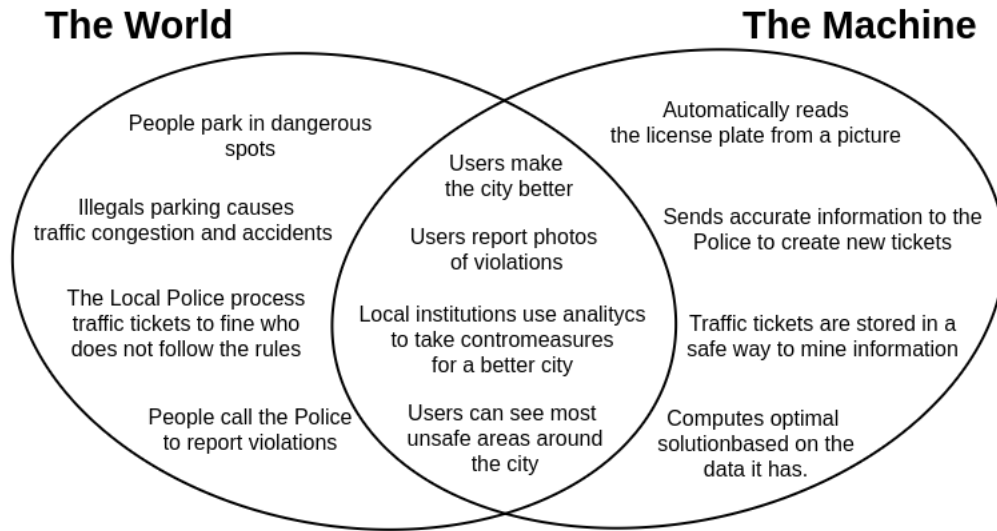 The World
The Machine
People park in dangerous
spots
Illegals parking causes
traffic congestion and accidents
The Local Police process
traffic tickets to fine who
does not follow the rules
People call the Police
to report violations
Users make
the city better
Users report photos
of violations
Local institutions use analitycs
to take contromeasures
for a better city
Users can see most
unsafe areas around
the city
Automatically reads
the license plate from a picture
Sends accurate information to the
Police to create new tickets
Traffic tickets are stored in a
safe way to mine information
Computes optimal
solutionbased on the
data it has.